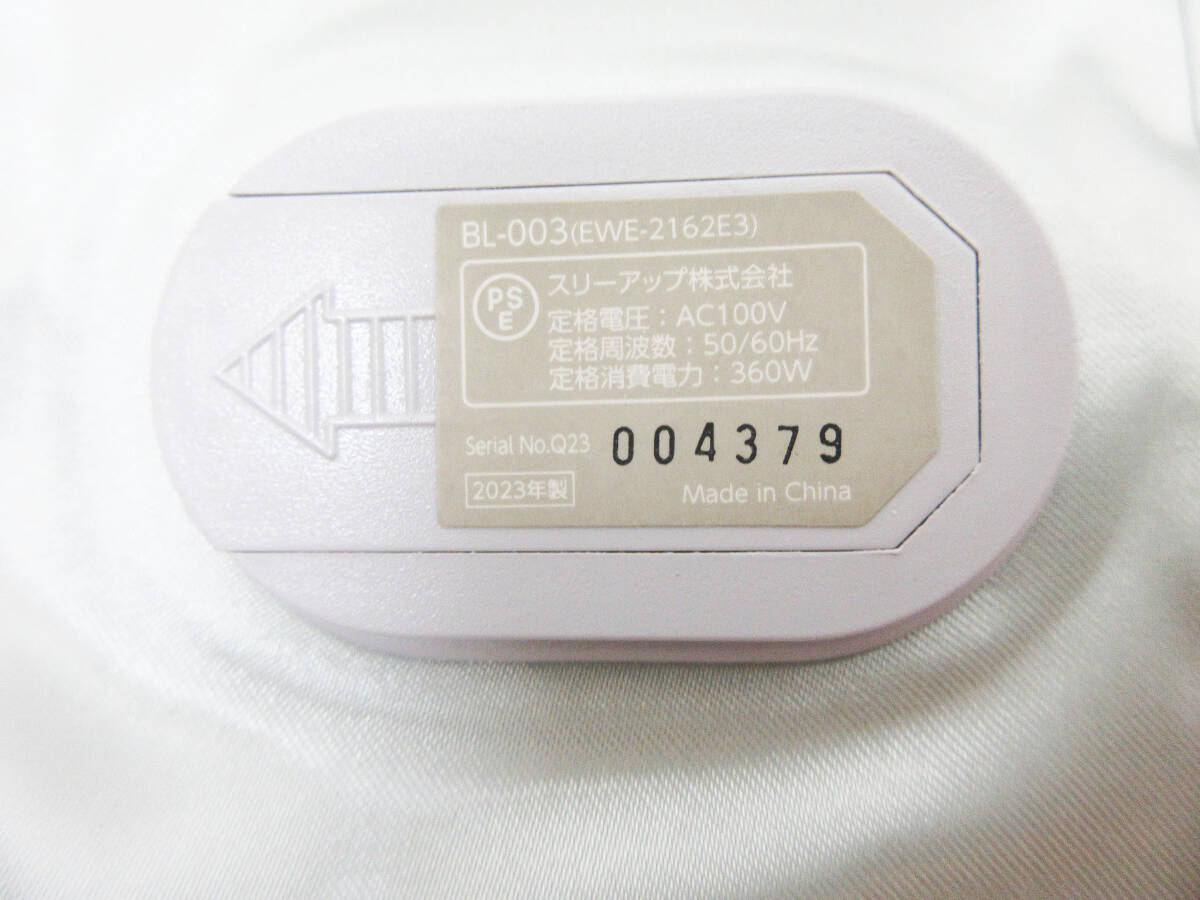 BL-003(EWE-2162E3)
PSE
スリーアップ株式会社
定格電圧：AC100V
定格周波数：50/60Hz
定格消費電力：360W
Serial No.Q23 004379
2023年製
Made in China